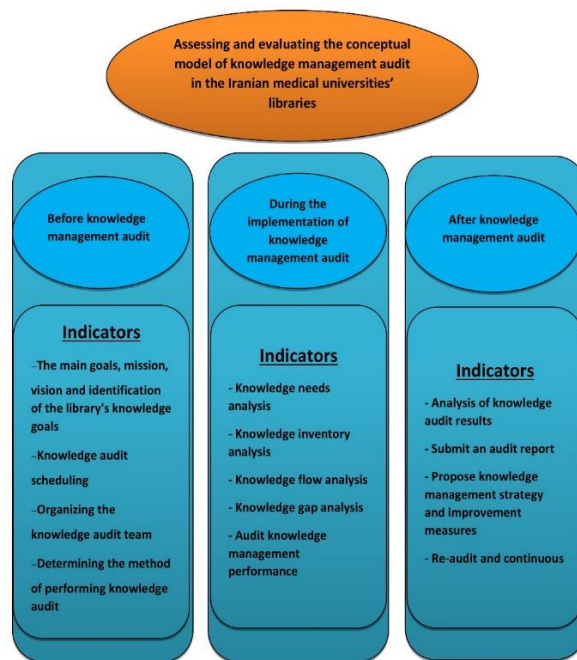 Assessing and evaluating the conceptual
model of knowledge management audit
in the Iranian medical universities'
libraries
Before knowledge
management audit
Indicators
–The main goals, mission,
vision and identification
of the library's knowledge
goals
–Knowledge audit
scheduling
–Organizing the
knowledge audit team
–Determining the method
of performing knowledge
audit
During the
implementation of
knowledge
management audit
Indicators
- Knowledge needs
analysis
- Knowledge inventory
analysis
- Knowledge flow analysis
- Knowledge gap analysis
- Audit knowledge
management
performance
After knowledge
management audit
Indicators
- Analysis of knowledge
audit results
- Submit an audit report
- Propose knowledge
management strategy
and improvement
measures
- Re-audit and continuous